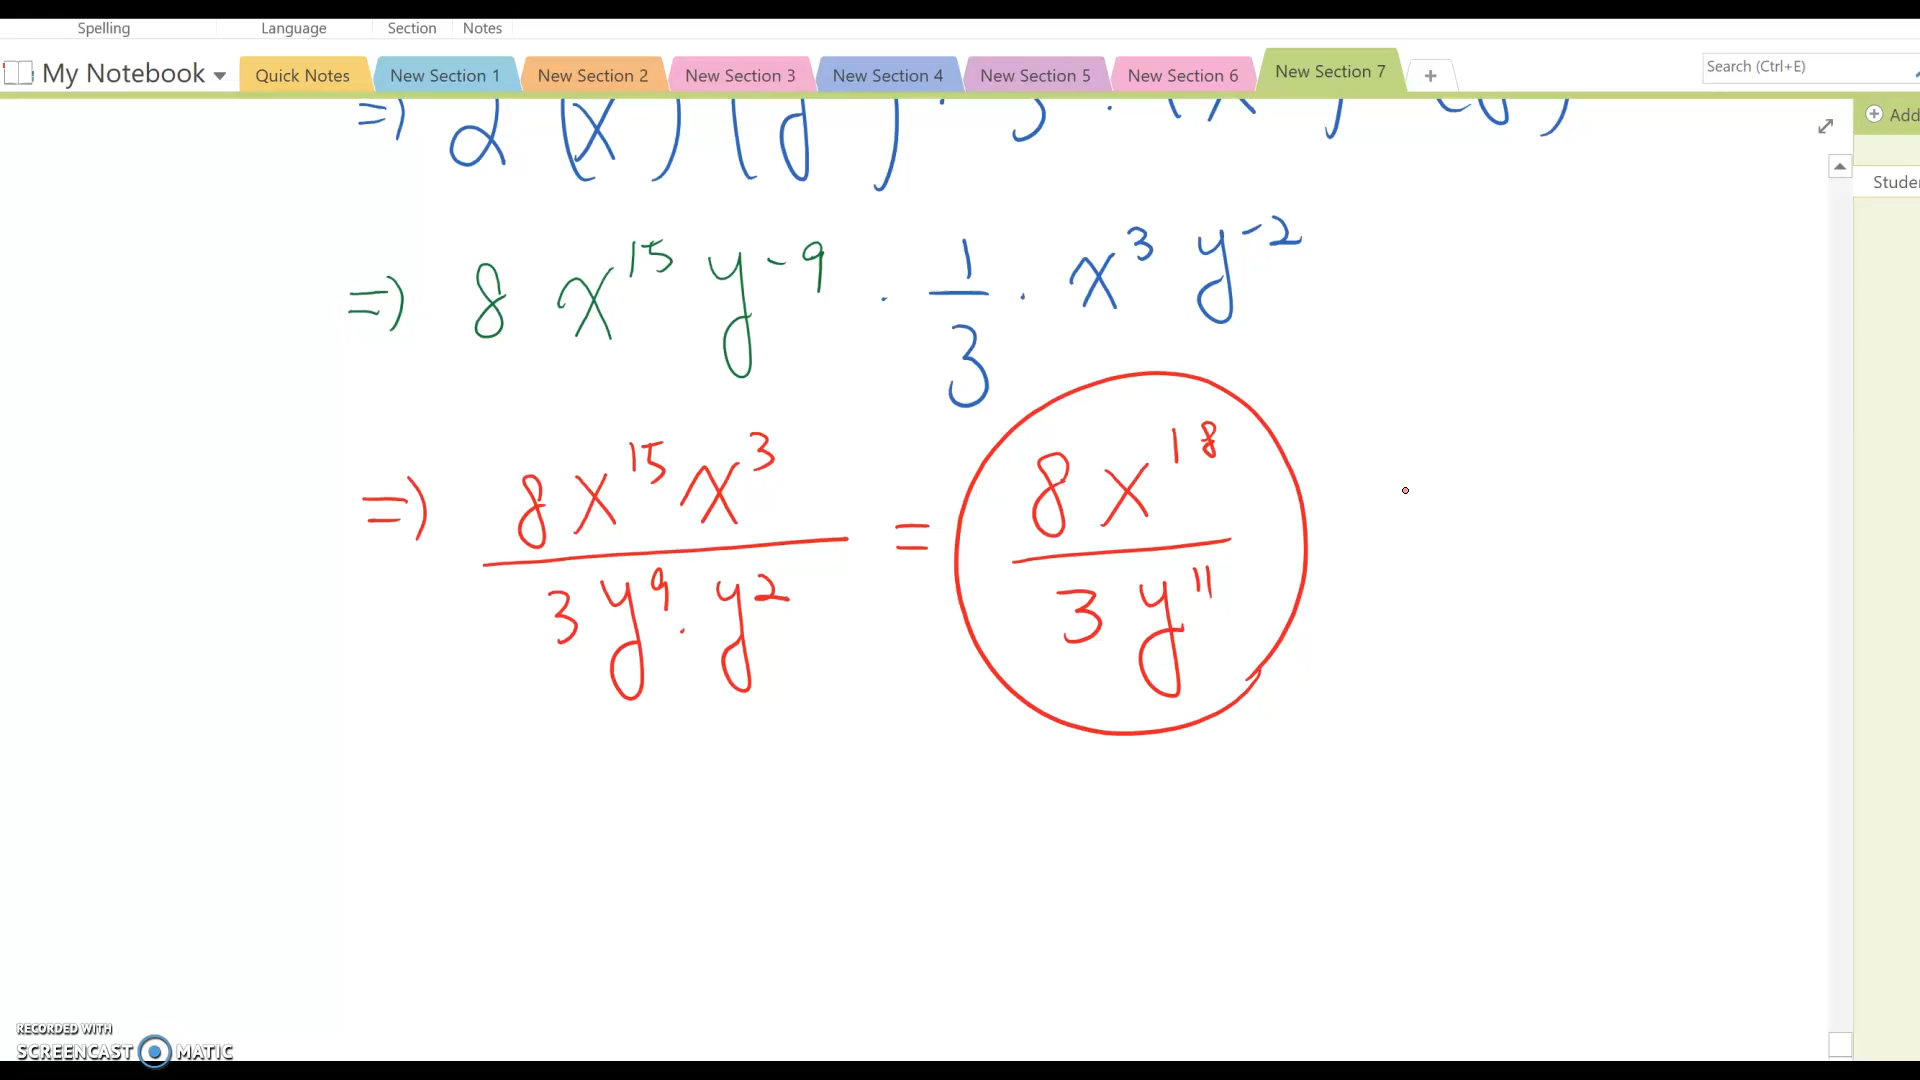 Spelling Language Section Notes
My Notebook Quick Notes New Section 1 New Section 2 New Section 3 New Section 4 New Section 5 New Section 6 New Section 7 + Search (Ctrl+E)
Add
Studen
=> 8 x^15 y^-9 · 1/3 · x^3 y^-2
=> 8x^15 x^3 / 3y^9 · y^2 = 8x^18 / 3y^11
RECORDED WITH
SCREENCAST MATIC